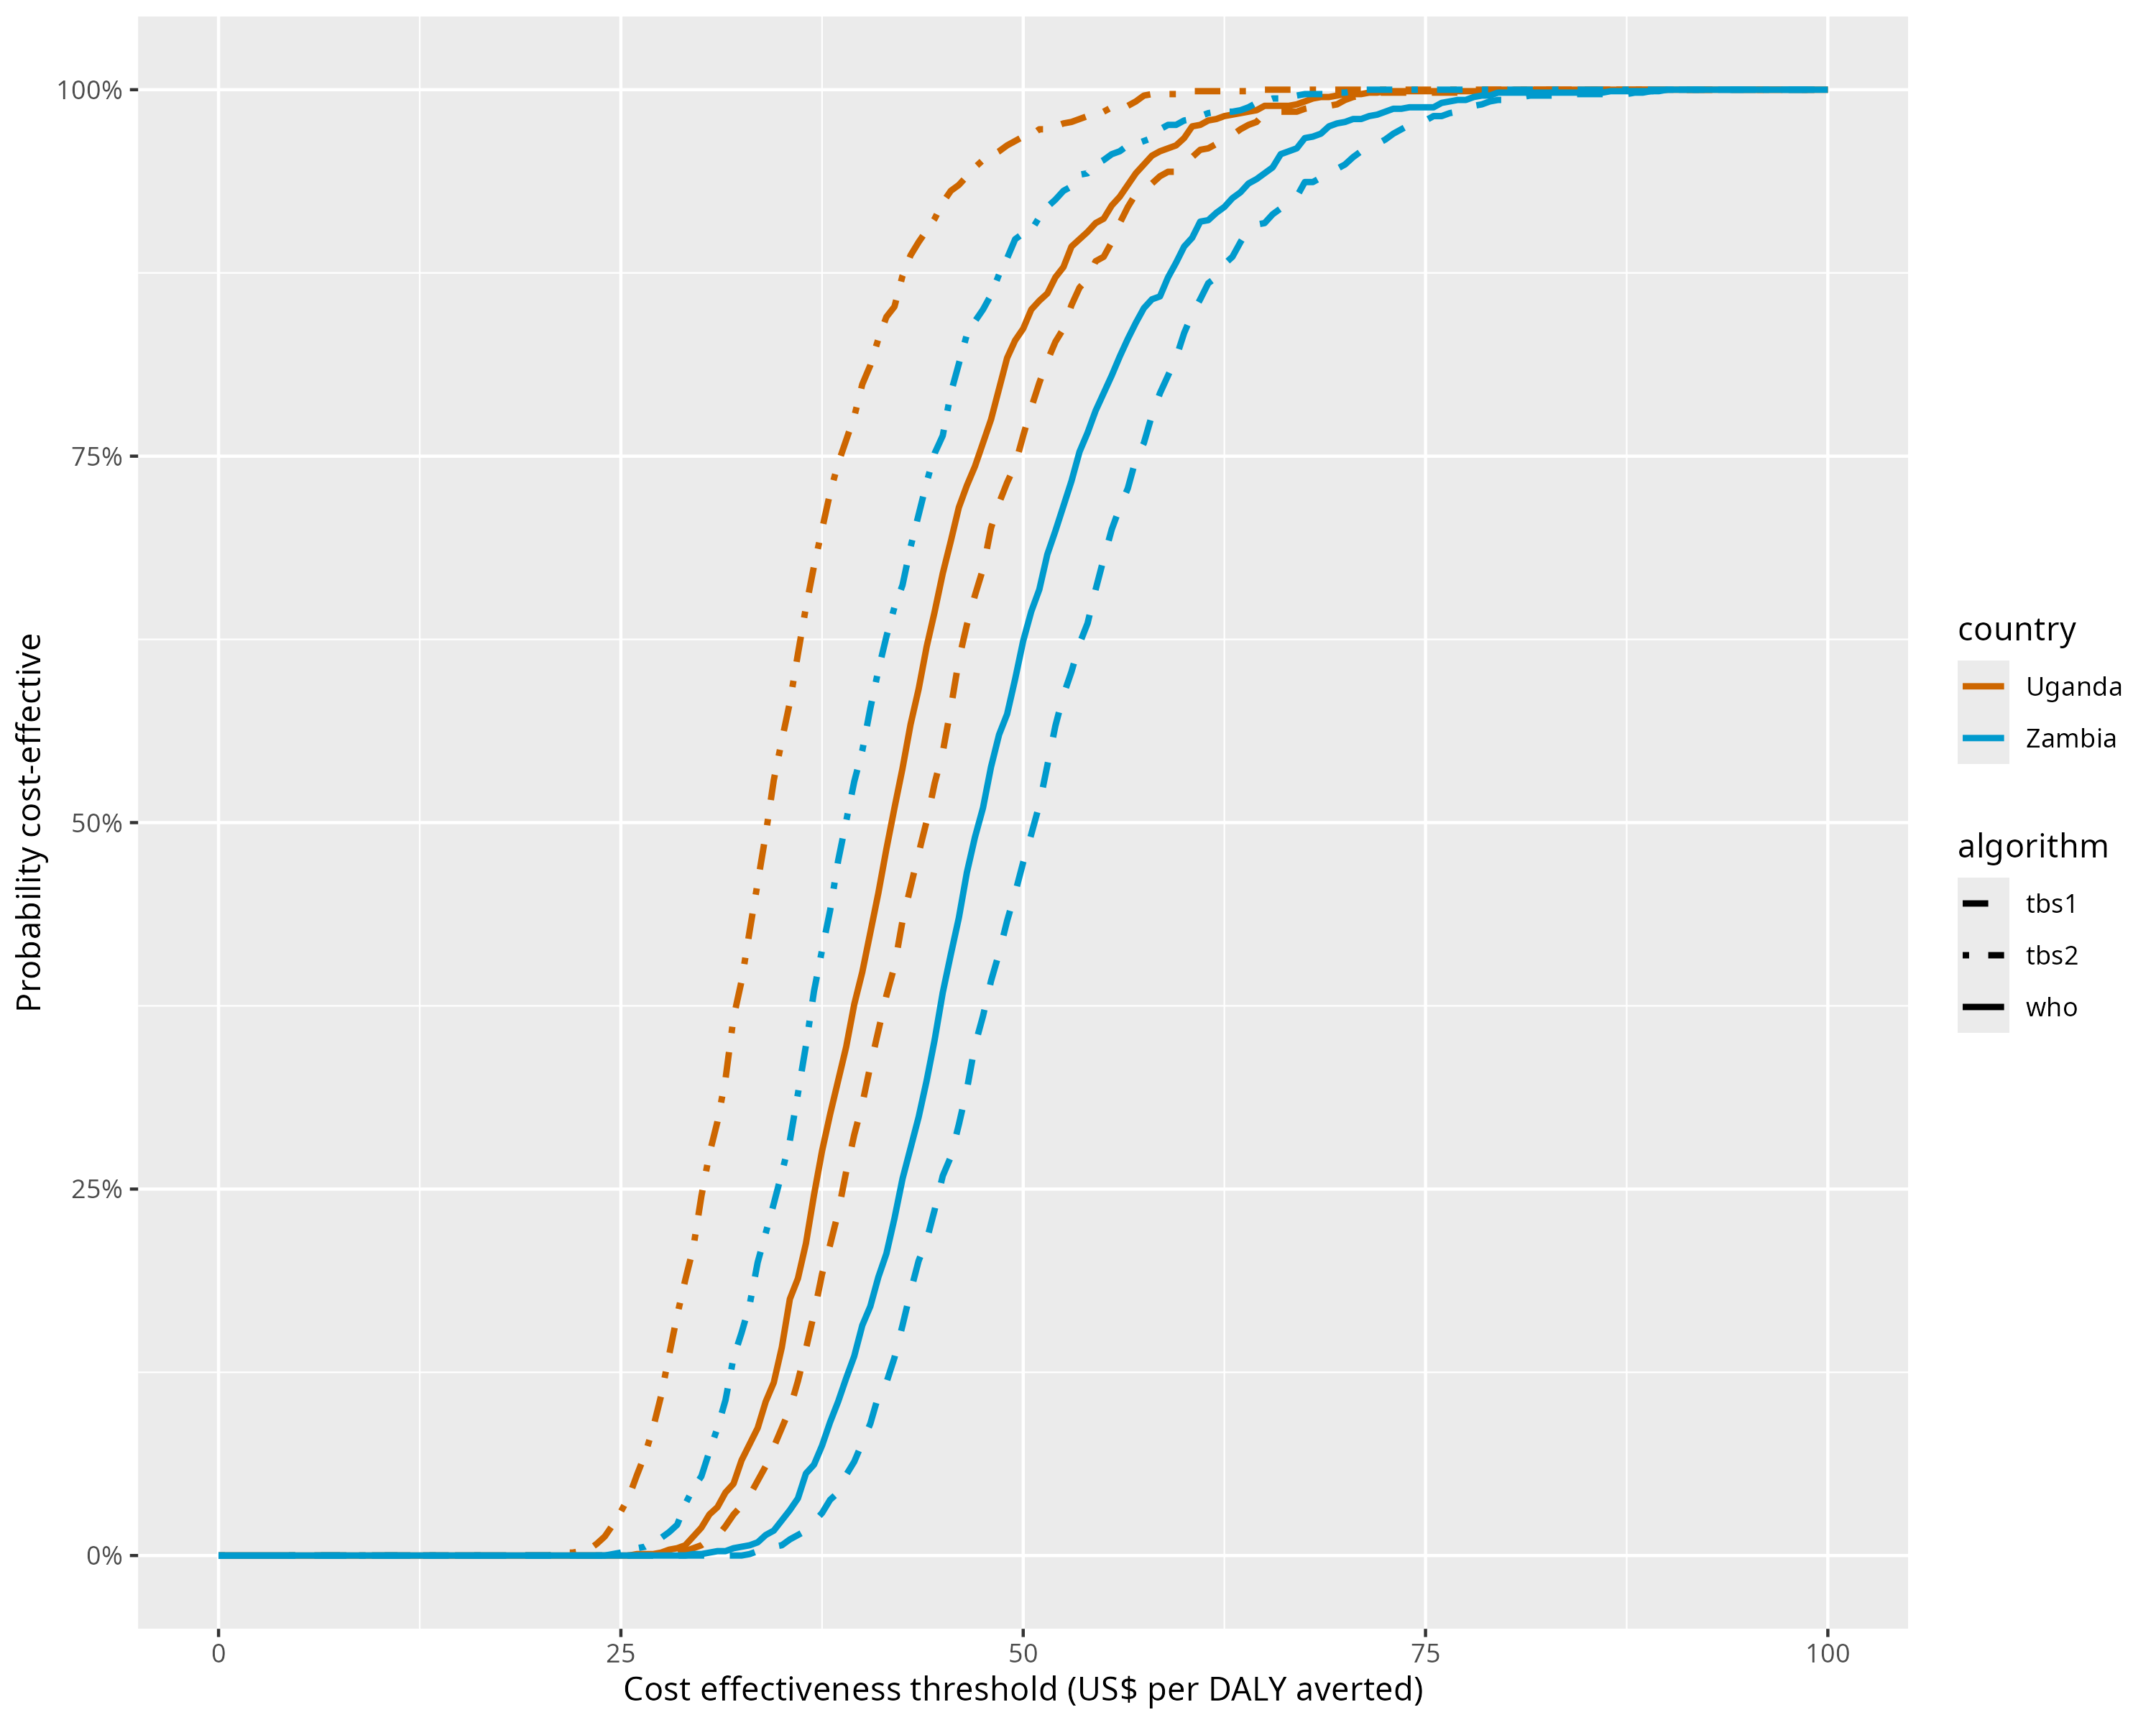 Probability cost-effective
100%
75%
50%
25%
0%
0 25 50 75 100
Cost effectiveness threshold (US$ per DALY averted)
country
Uganda
Zambia
algorithm
tbs1
tbs2
who